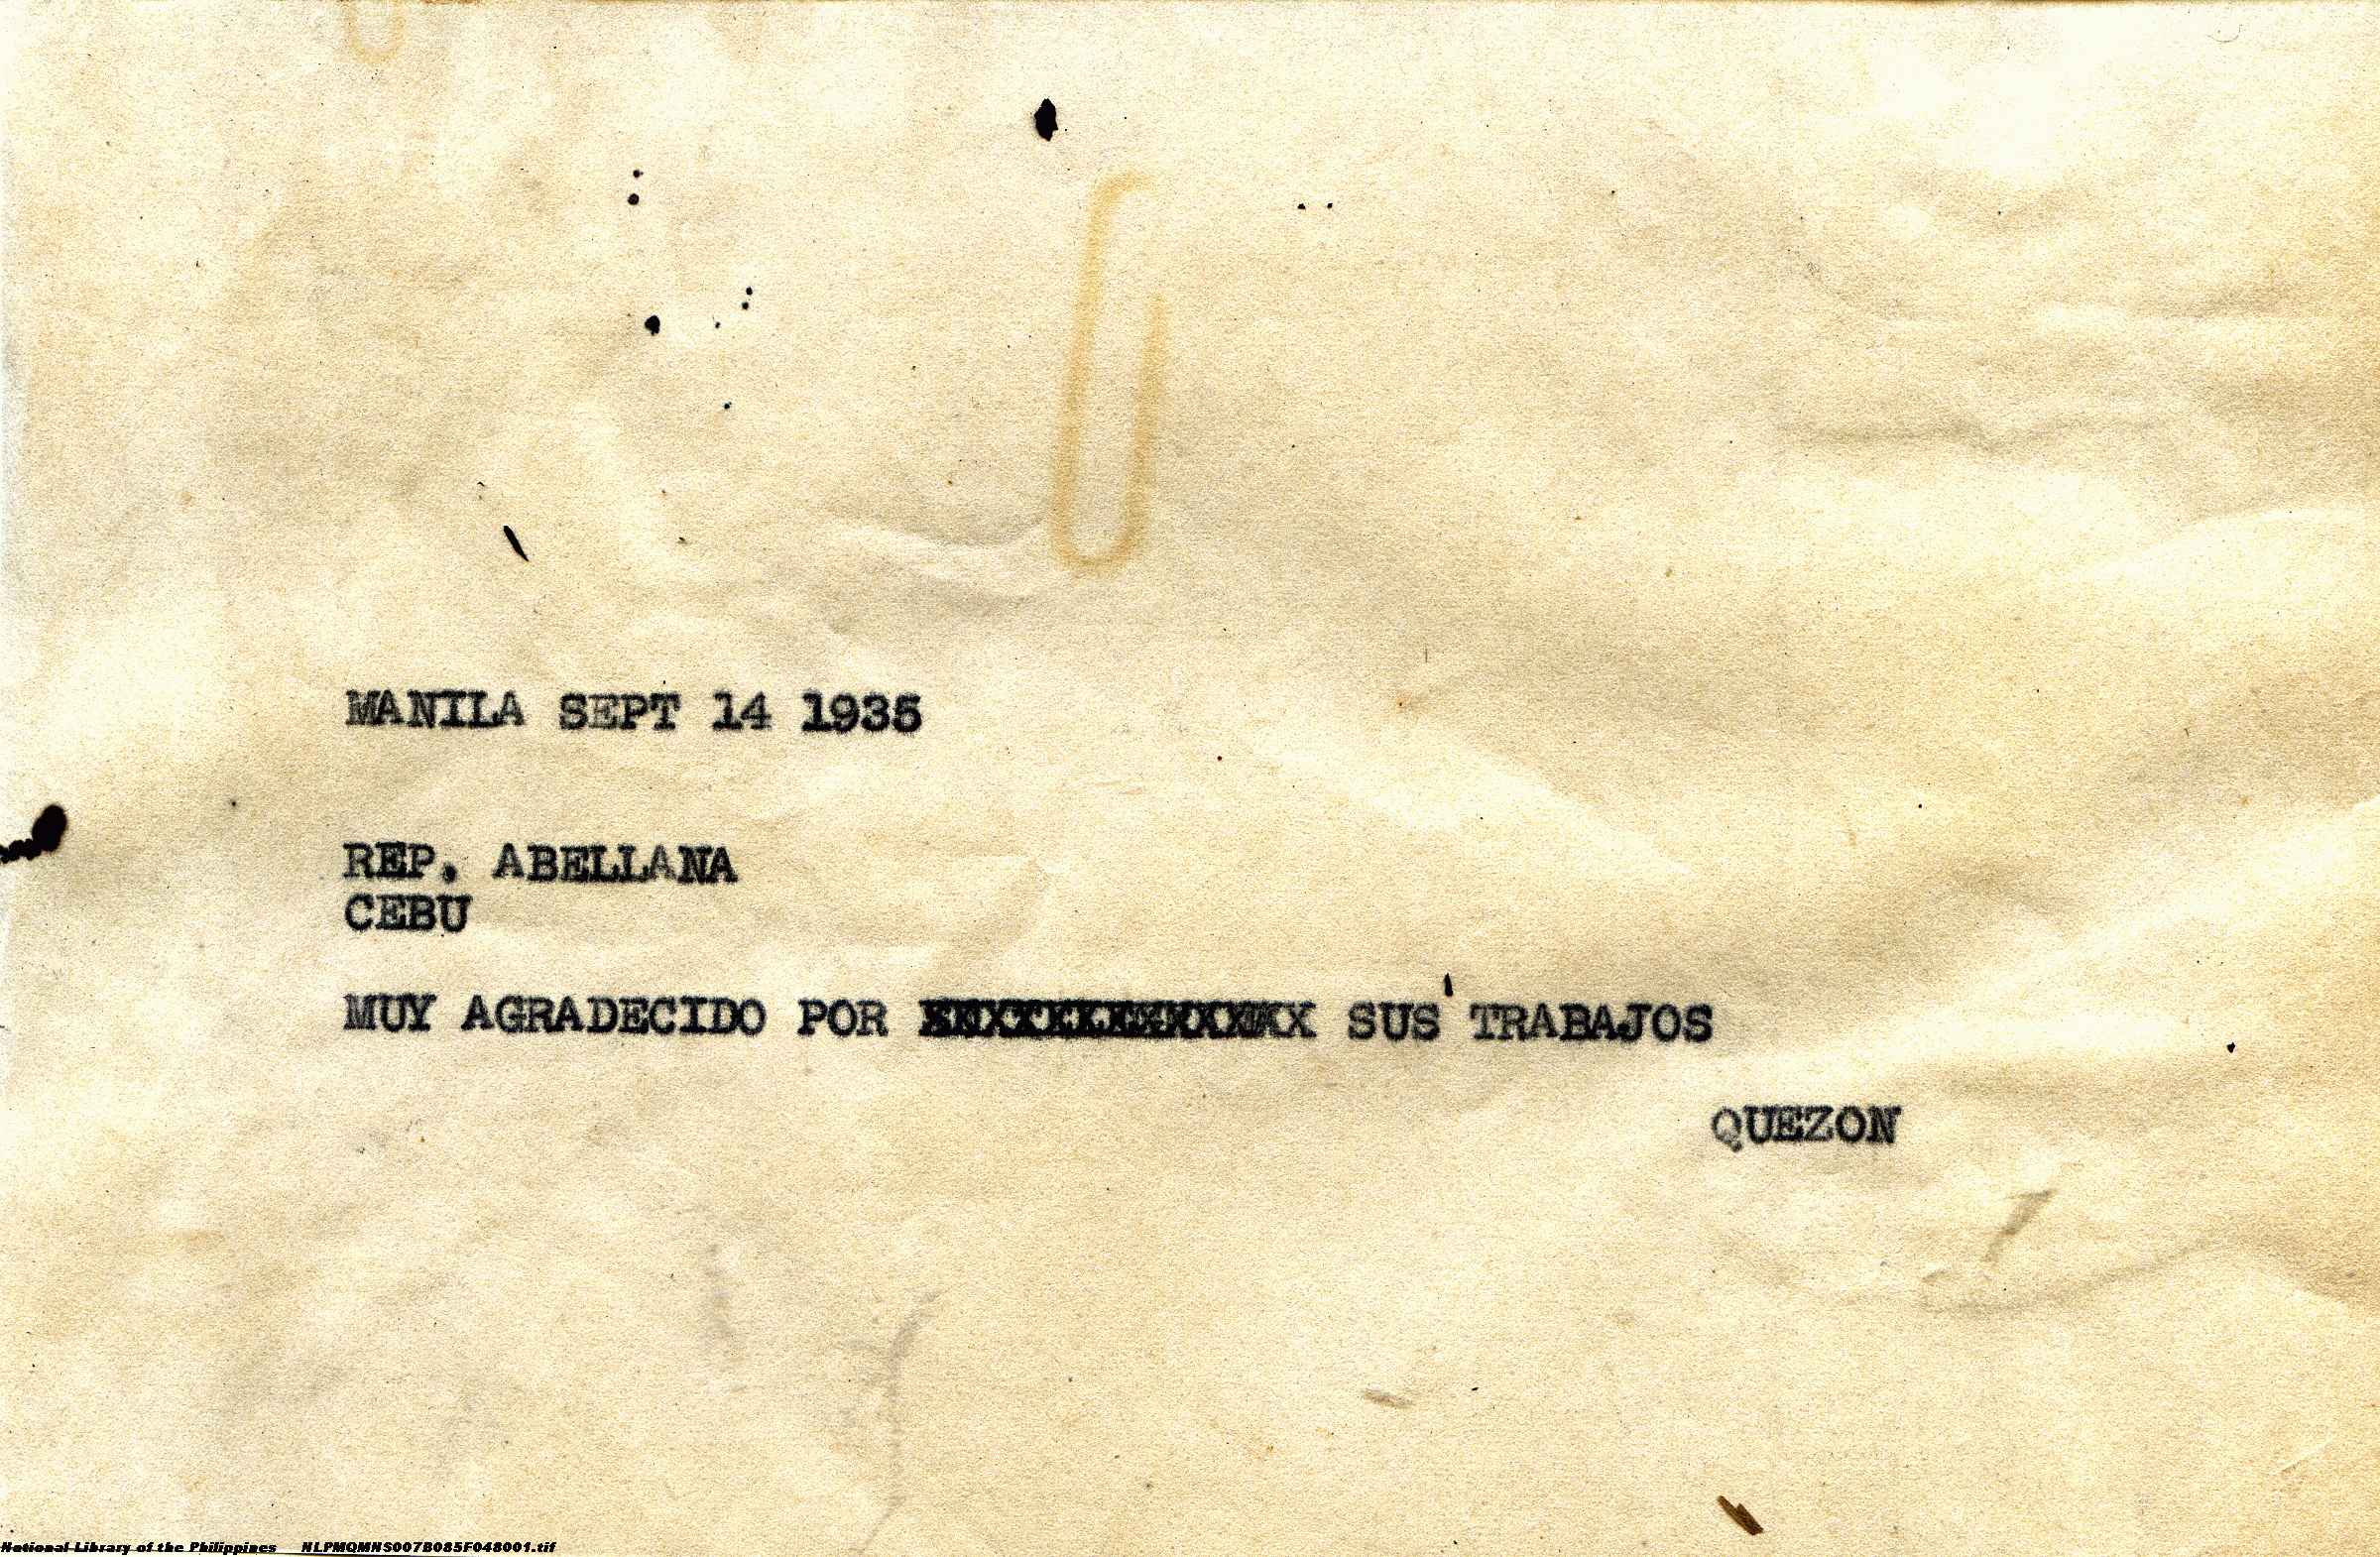 MANILA SEPT 14 1935
REP. ABELLANA
CEBU
MUY AGRADECIDO POR SUS TRABAJOS
QUEZON
National Library of the Philippines NLPMQMNS007B085F048001.tif